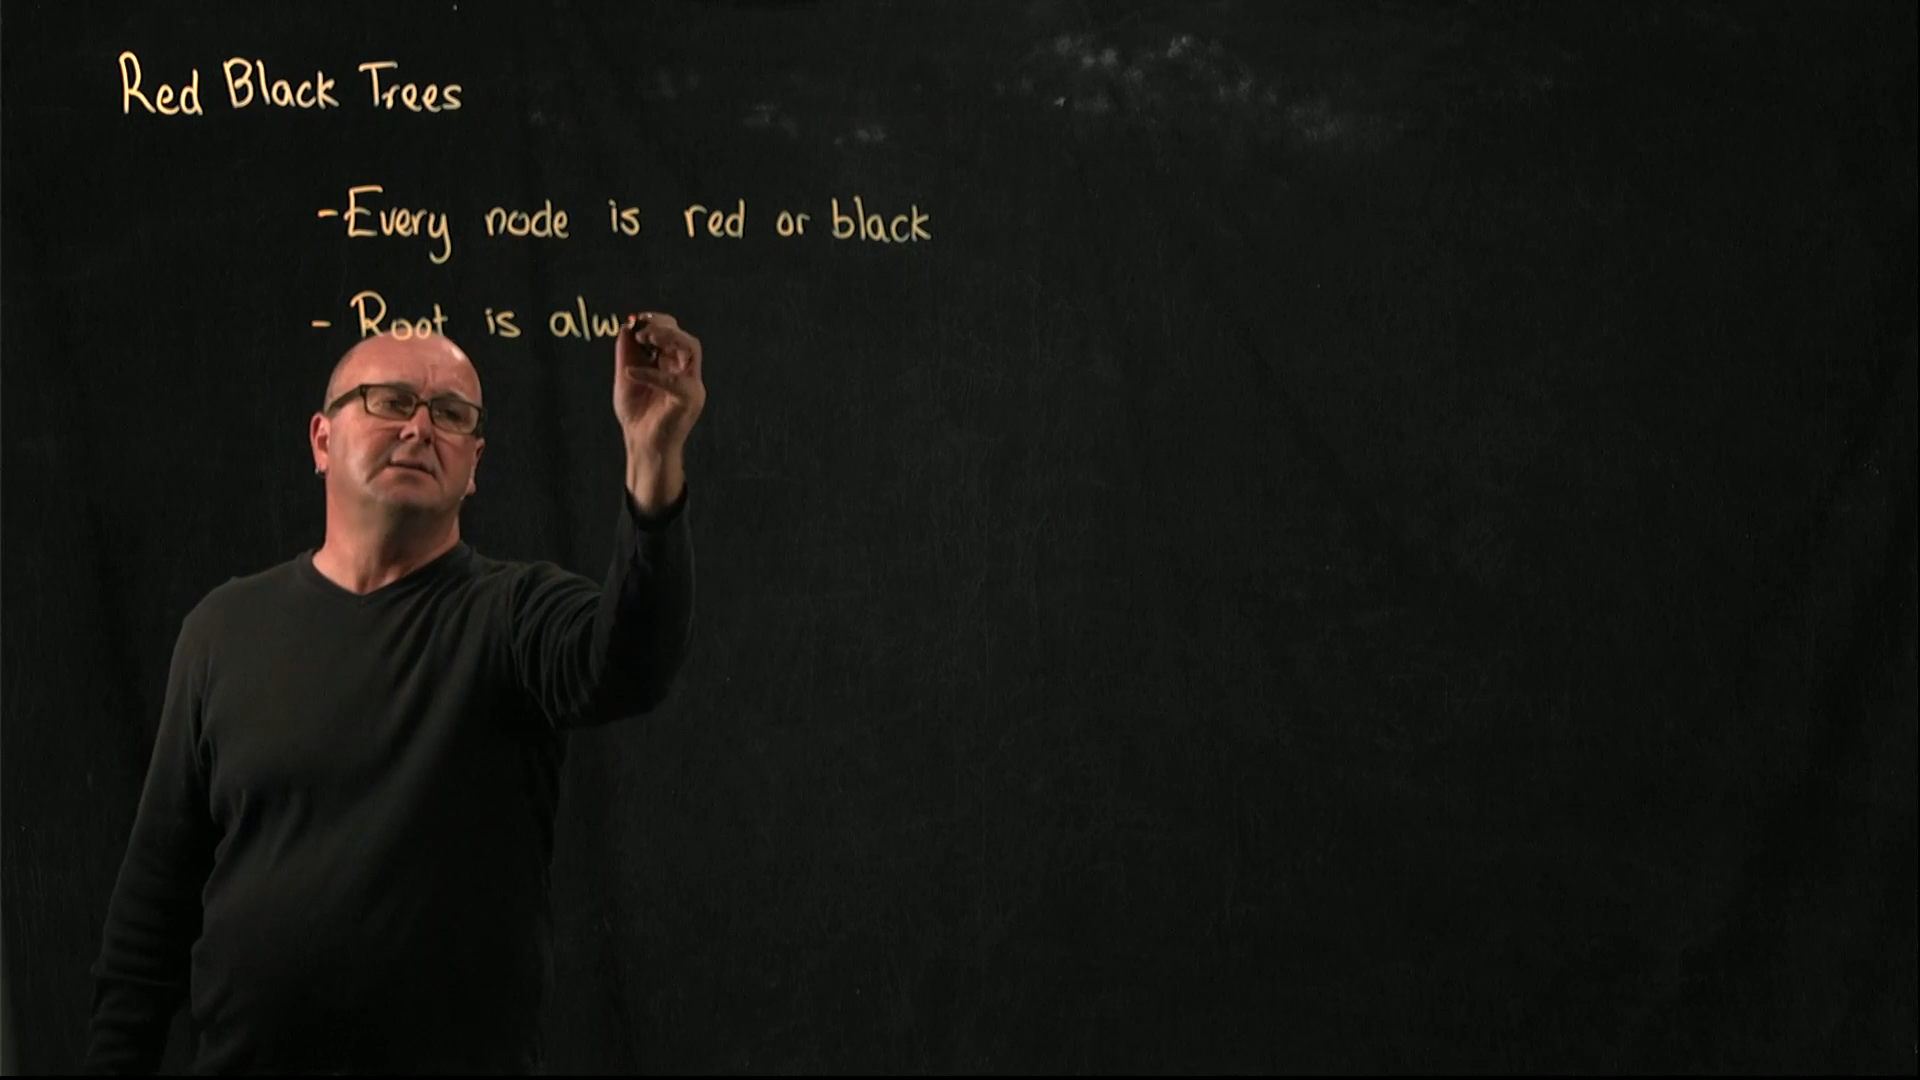 Red Black Trees
-Every node is red or black
- Root is alw